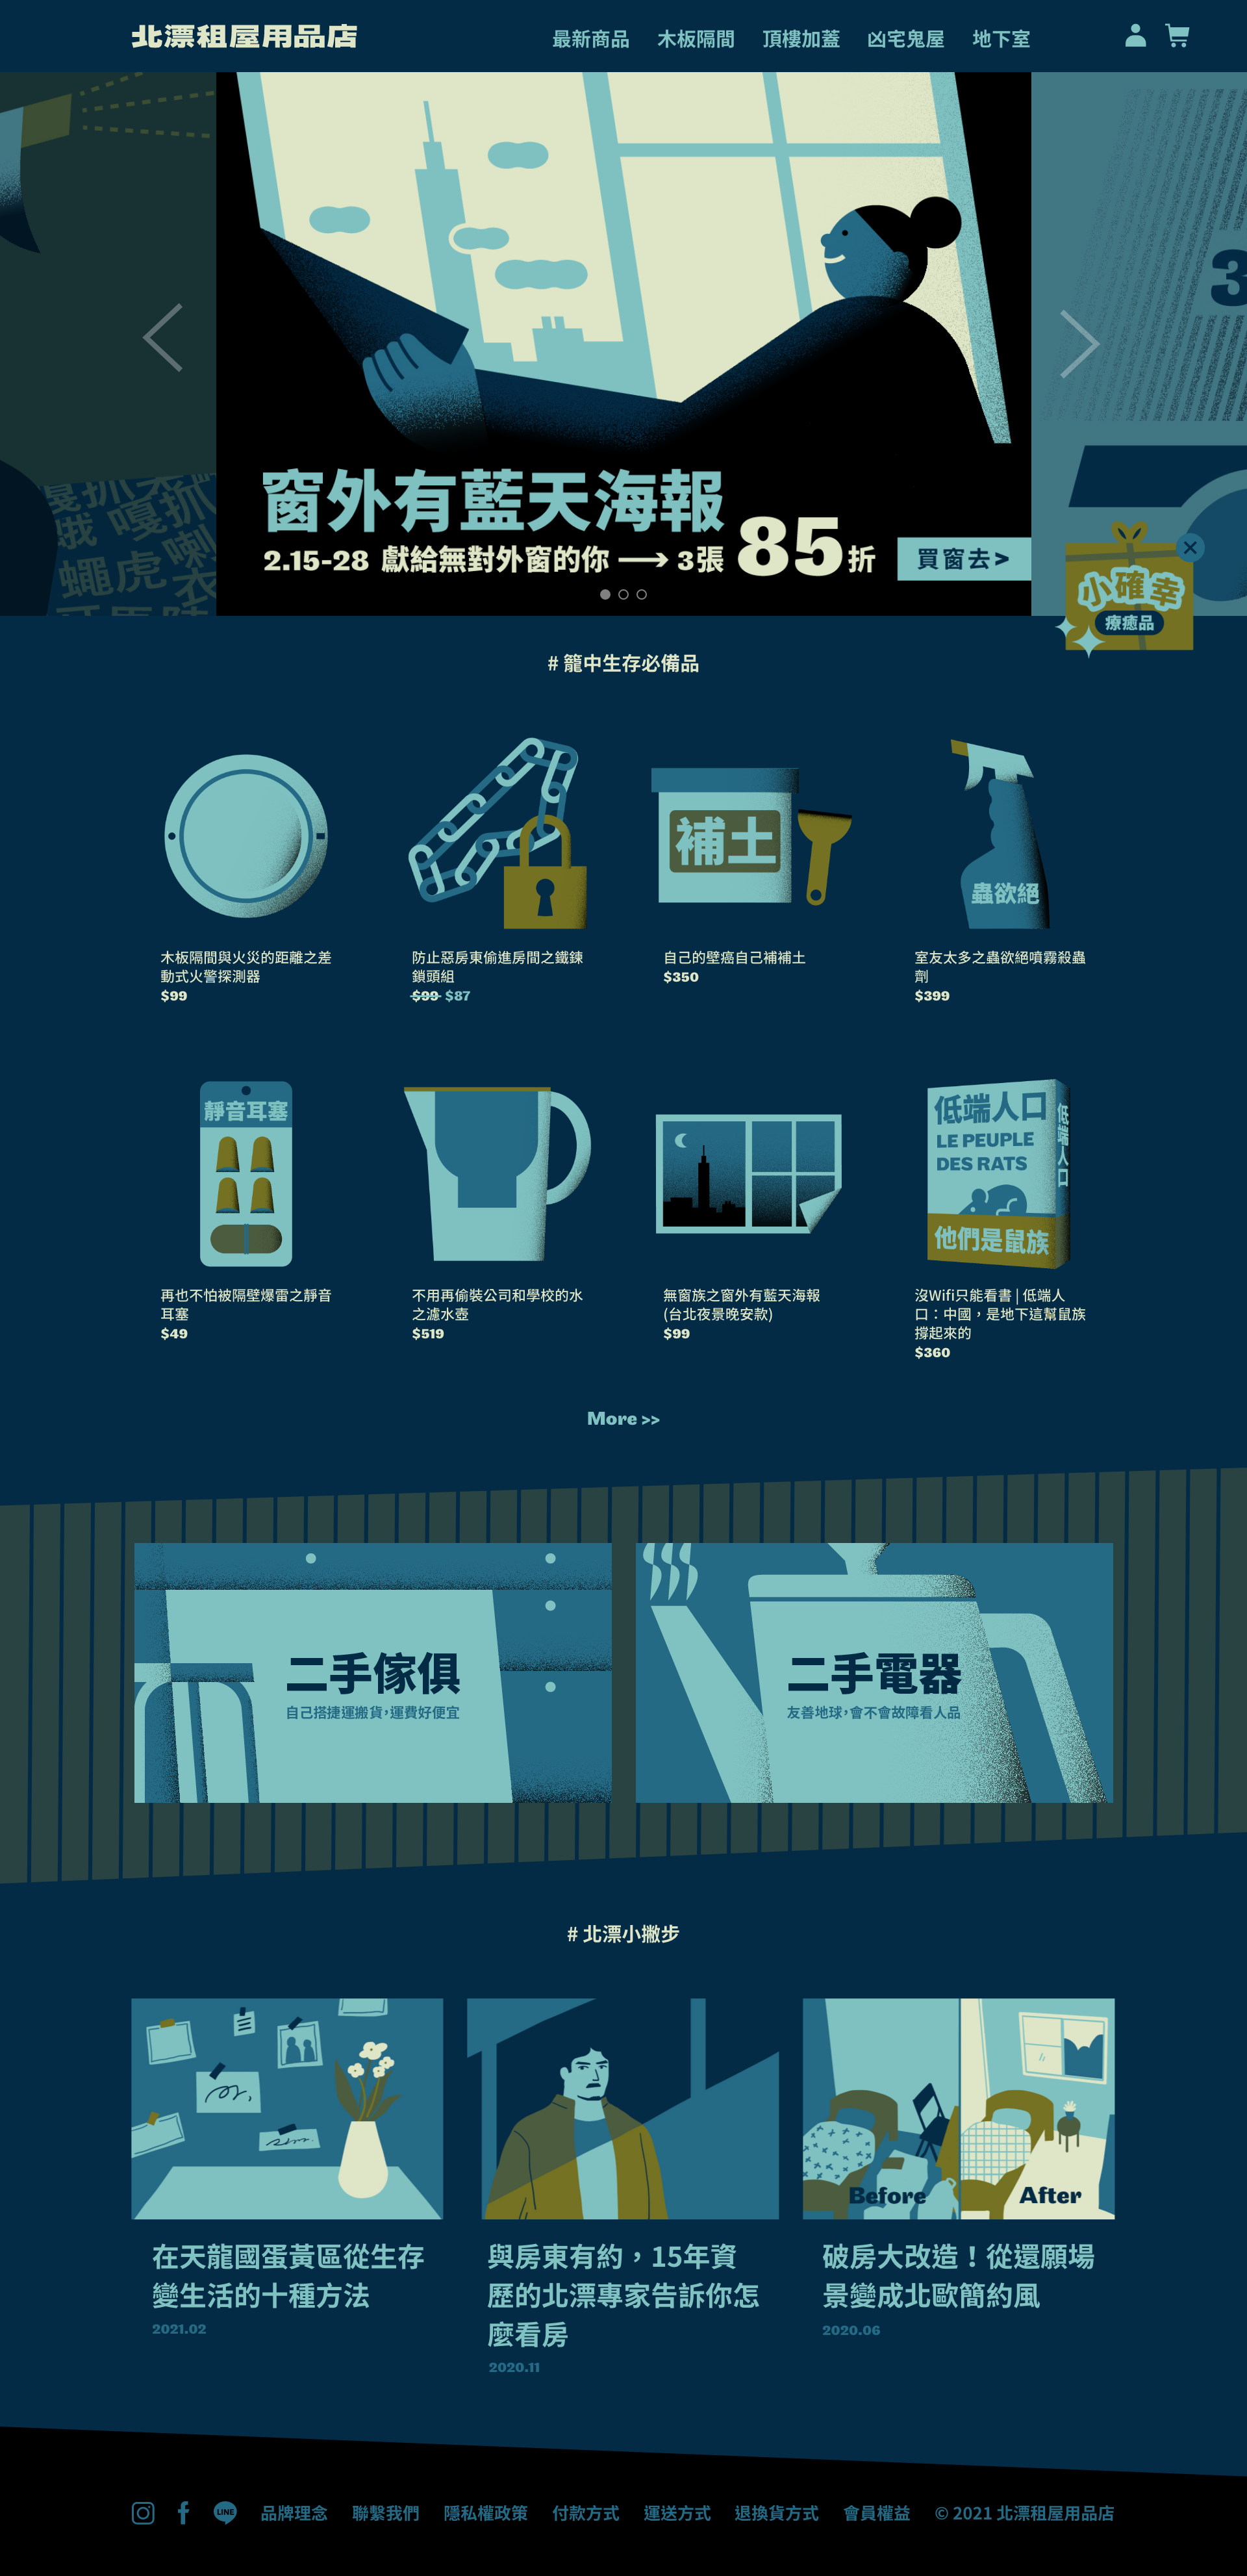 北漂租屋用品店
最新商品 木板隔間 頂樓加蓋 凶宅鬼屋 地下室
3
窗外有藍天海報
2.15-28 獻給無對外窗的你 → 3張 85折
買窗去>
小確幸
療癒品
# 籠中生存必備品
補土
蟲欲絕
木板隔間與火災的距離之差
動式火警探測器
$99
防止惡房東偷進房間之鐵鍊
鎖頭組
$99 $87
自己的壁癌自己補補土
$350
室友太多之蟲欲絕噴霧殺蟲
劑
$399
靜音耳塞
低端人口
LE PEUPLE
DES RATS
他們是鼠族
低端人口
再也不怕被隔壁爆雷之靜音
耳塞
$49
不用再偷裝公司和學校的水
之濾水壺
$519
無窗族之窗外有藍天海報
(台北夜景晚安款)
$99
沒Wifi只能看書 | 低端人
口：中國，是地下這幫鼠族
撐起來的
$360
More >>
二手傢俱
自己搭捷運搬貨，運費好便宜
二手電器
友善地球，會不會故障看人品
# 北漂小撇步
Before
After
在天龍國蛋黃區從生存
變生活的十種方法
2021.02
與房東有約，15年資
歷的北漂專家告訴你怎
麼看房
2020.11
破房大改造！從還願場
景變成北歐簡約風
2020.06
LINE
品牌理念 聯繫我們 隱私權政策 付款方式 運送方式 退換貨方式 會員權益 © 2021 北漂租屋用品店